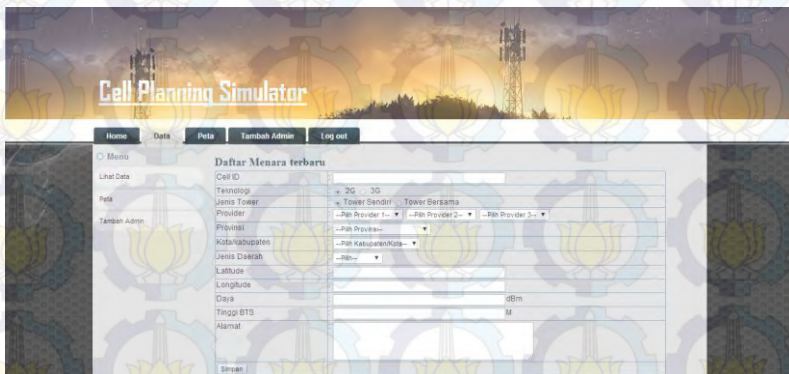 Cell Planning Simulator
Home Data Peta Tambah Admin Log out
Menu
Lihat Data
Peta
Tambah Admin
Daftar Menara terbaru
Cell ID :
Teknologi : 2G 3G
Jenis Tower : Tower Sendiri Tower Bersama
Provider : --Pilih Provider 1-- --Pilih Provider 2-- --Pilih Provider 3--
Provinsi : --Pilih Provinsi--
Kota/kabupaten : --Pilih Kabupaten/Kota--
Jenis Daerah : --Pilih--
Latitude :
Longitude :
Daya : dBm
Tinggi BTS : M
Alamat :
Simpan